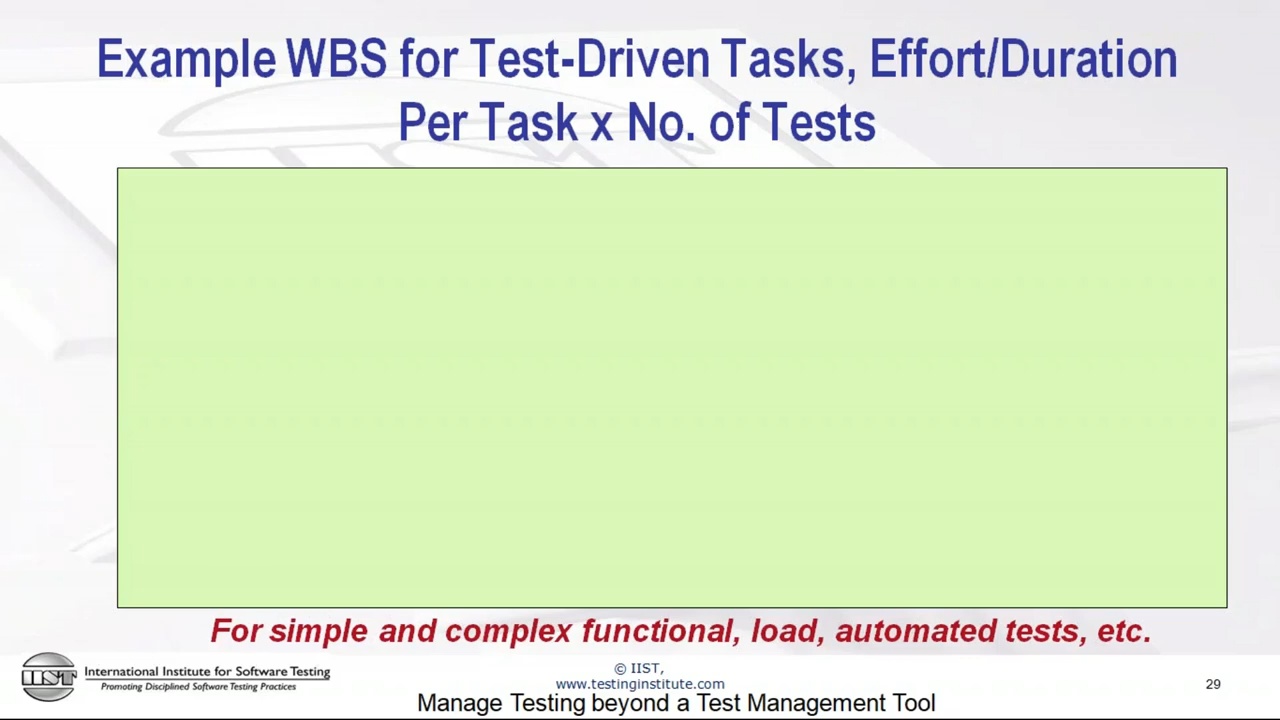 Example WBS for Test-Driven Tasks, Effort/Duration
Per Task x No. of Tests
For simple and complex functional, load, automated tests, etc.
IIST
International Institute for Software Testing
Promoting Disciplined Software Testing Practices
© IIST,
www.testinginstitute.com
29
Manage Testing beyond a Test Management Tool